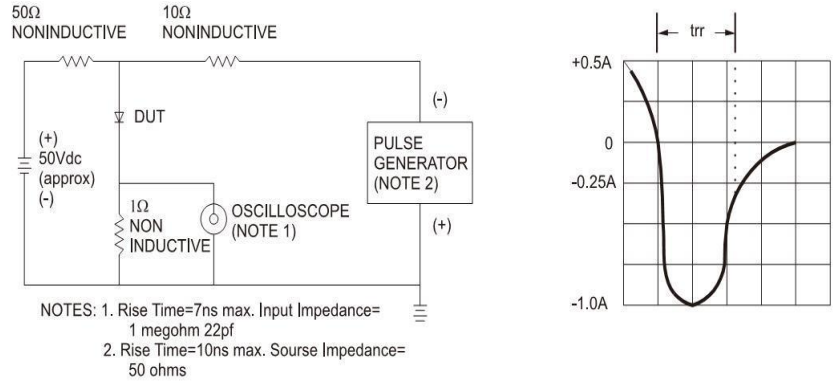 50Ω
NONINDUCTIVE
10Ω
NONINDUCTIVE
DUT
(+)
50Vdc
(approx)
(-)
1Ω
NON
INDUCTIVE
OSCILLOSCOPE
(NOTE 1)
(-)
PULSE
GENERATOR
(NOTE 2)
(+)
NOTES: 1. Rise Time=7ns max. Input Impedance=
1 megohm 22pf
2. Rise Time=10ns max. Sourse Impedance=
50 ohms
trr
+0.5A
0
-0.25A
-1.0A